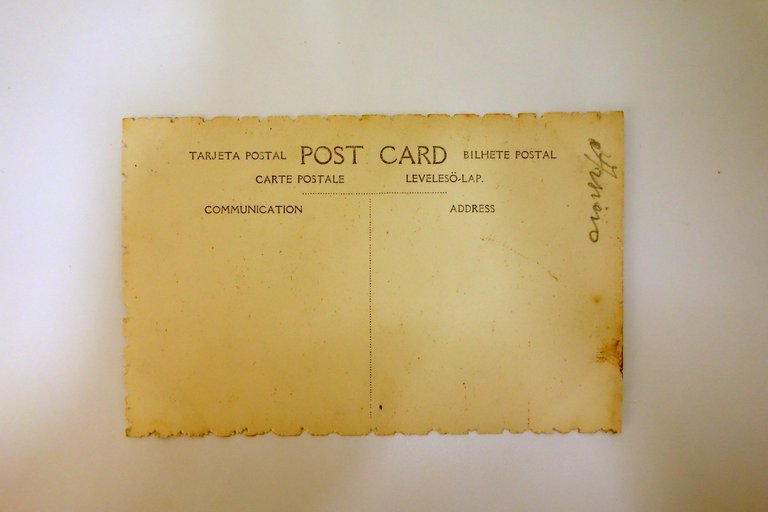 TARJETA POSTAL POST CARD BILHETE POSTAL
CARTE POSTALE LEVELESÖ-LAP.
COMMUNICATION ADDRESS